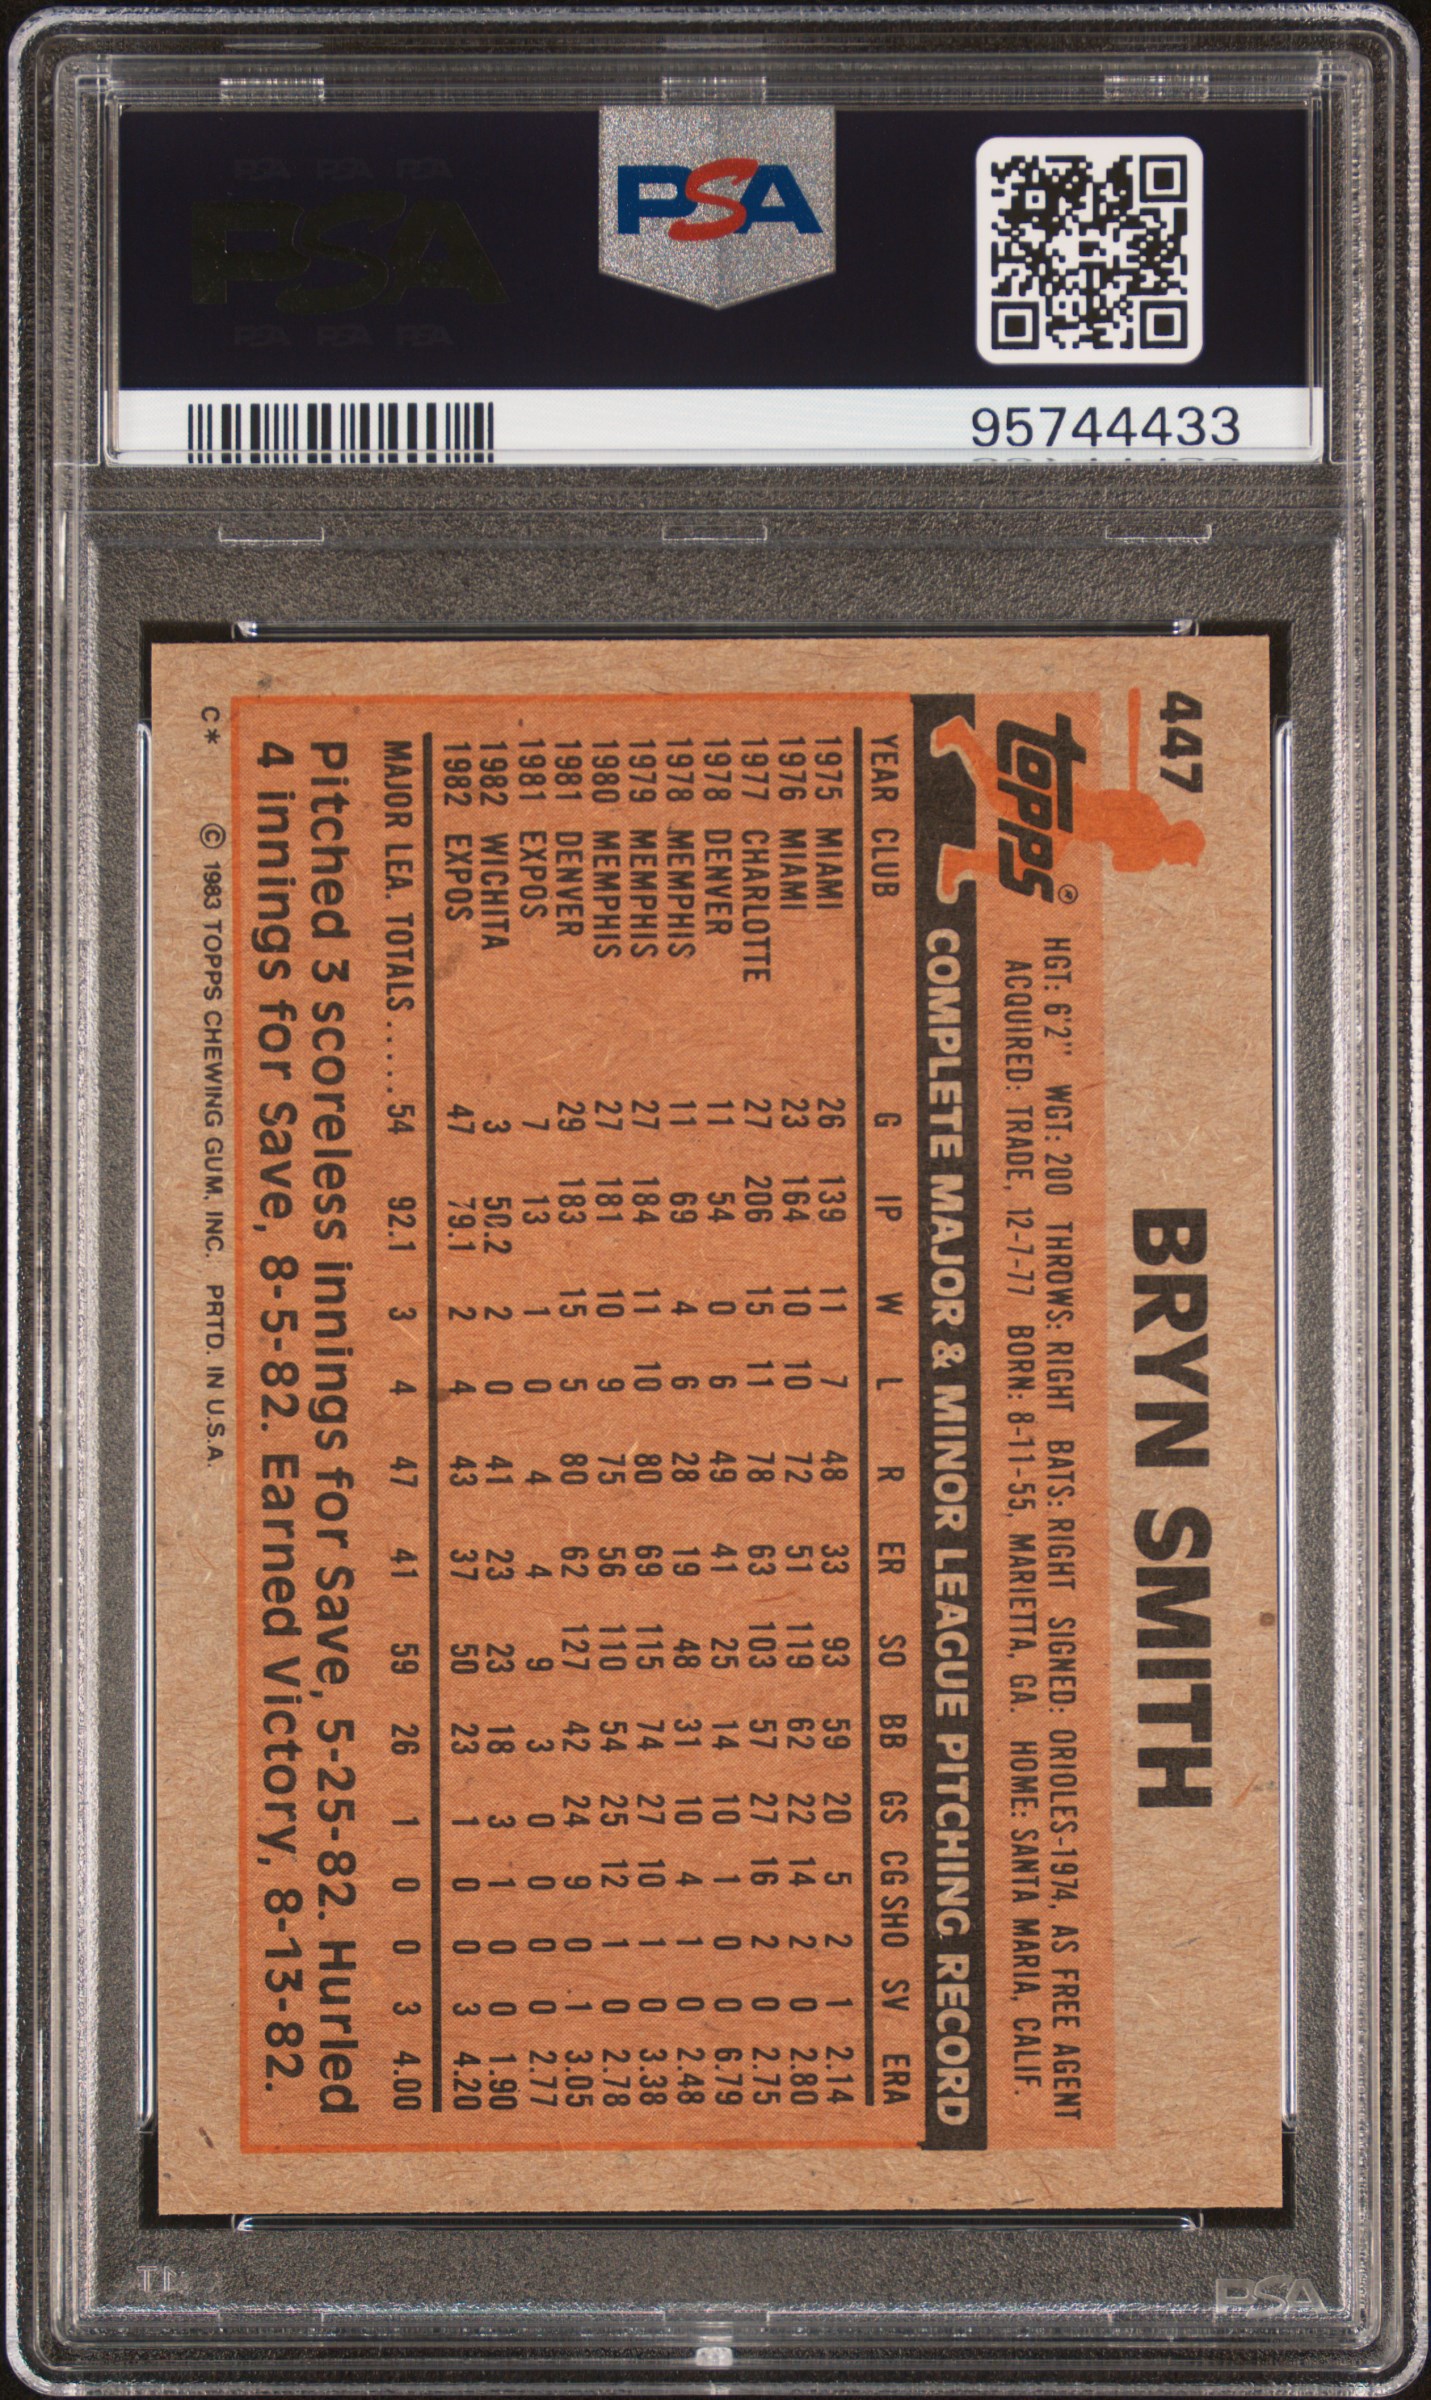 PSA PSA PSA
PSA
PSA PSA PSA
PSA
95744433
447
BRYN SMITH
TOPPS®
HGT: 6'2" WGT: 200 THROWS: RIGHT BATS: RIGHT SIGNED: ORIOLES-1974, AS FREE AGENT
ACQUIRED: TRADE, 12-7-77 BORN: 8-11-55, MARIETTA, GA. HOME: SANTA MARIA, CALIF.
COMPLETE MAJOR & MINOR LEAGUE PITCHING RECORD
YEAR CLUB G IP W L R ER SO BB GS CG SHO SV ERA
1975 MIAMI 26 139 11 7 48 33 93 59 20 5 2 1 2.14
1976 MIAMI 23 164 10 10 72 51 119 62 22 14 2 0 2.80
1977 CHARLOTTE 27 206 15 11 78 63 103 57 27 16 2 0 2.75
1978 DENVER 11 54 0 6 49 41 25 14 10 1 0 0 6.79
1978 MEMPHIS 11 69 4 6 28 19 48 31 10 4 1 0 2.48
1979 MEMPHIS 27 184 11 10 80 69 115 74 27 10 1 0 3.38
1980 MEMPHIS 27 181 10 9 75 56 110 54 25 12 1 0 2.78
1981 DENVER 29 183 15 5 80 62 127 42 24 9 0 1 3.05
1981 EXPOS 7 13 1 0 4 4 9 3 0 0 0 0 2.77
1982 WICHITA 3 50.2 2 0 41 23 23 18 3 1 0 0 1.90
1982 EXPOS 47 79.1 2 4 43 37 50 23 1 0 0 3 4.20
MAJOR LEA. TOTALS..... 54 92.1 3 4 47 41 59 26 1 0 0 3 4.00
Pitched 3 scoreless innings for Save, 5-25-82. Hurled
4 innings for Save, 8-5-82. Earned Victory, 8-13-82.
C* © 1983 TOPPS CHEWING GUM, INC. PRTD. IN U.S.A.
PSA